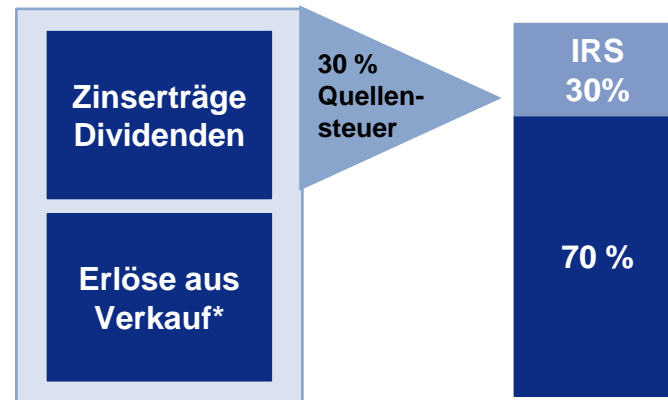 Zinserträge
Dividenden
Erlöse aus
Verkauf*
30 %
Quellen-
steuer
IRS
30%
70 %